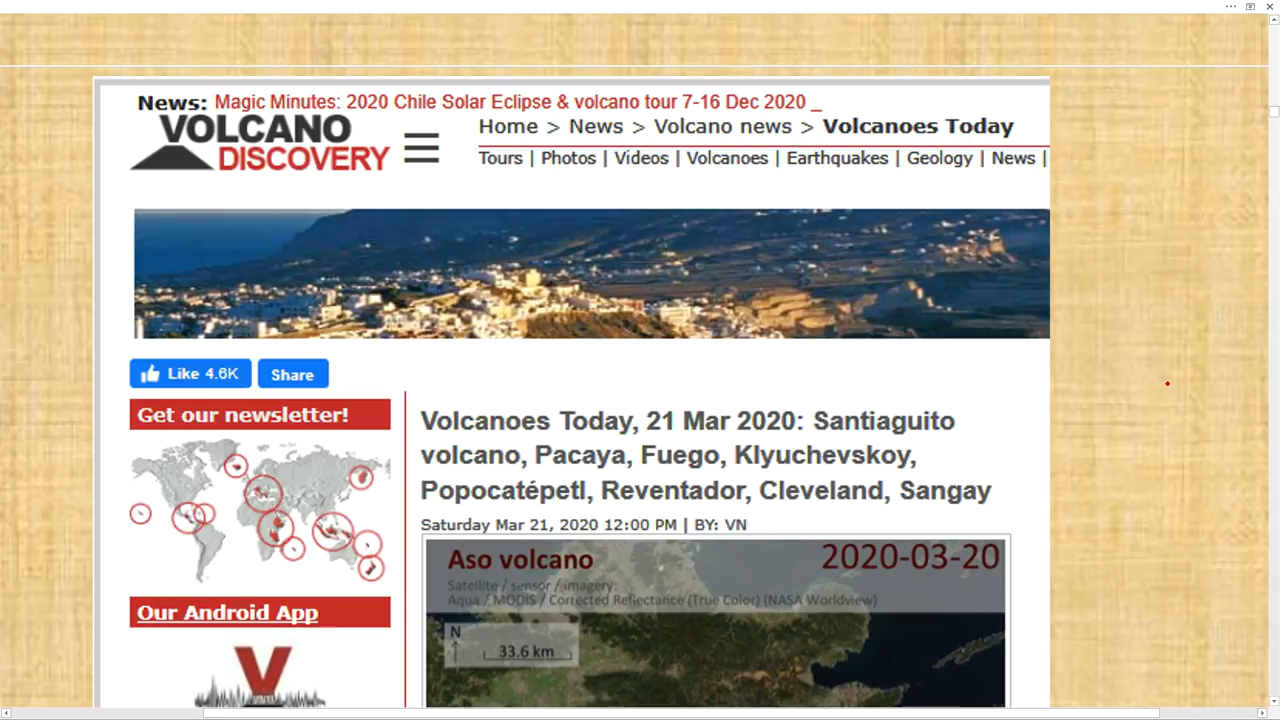 News: Magic Minutes: 2020 Chile Solar Eclipse & volcano tour 7-16 Dec 2020 _
VOLCANO
DISCOVERY
Home > News > Volcano news > Volcanoes Today
Tours | Photos | Videos | Volcanoes | Earthquakes | Geology | News |
Like 4.6K
Share
Get our newsletter!
Our Android App
V
Volcanoes Today, 21 Mar 2020: Santiaguito
volcano, Pacaya, Fuego, Klyuchevskoy,
Popocatépetl, Reventador, Cleveland, Sangay
Saturday Mar 21, 2020 12:00 PM | BY: VN
Aso volcano
2020-03-20
Satellite / sensor / imagery:
Aqua / MODIS / Corrected Reflectance (True Color) (NASA Worldview)
N
33.6 km